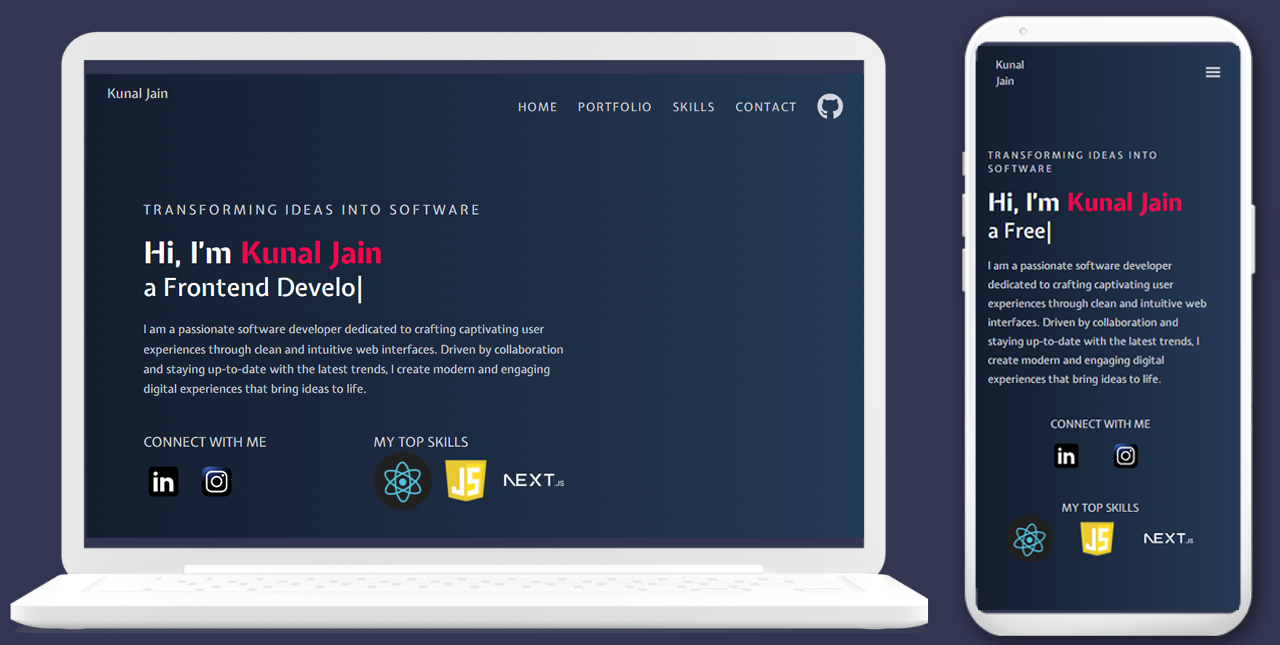 Kunal Jain
HOME PORTFOLIO SKILLS CONTACT
TRANSFORMING IDEAS INTO SOFTWARE
Hi, I'm Kunal Jain
a Frontend Develo|
I am a passionate software developer dedicated to crafting captivating user
experiences through clean and intuitive web interfaces. Driven by collaboration
and staying up-to-date with the latest trends, I create modern and engaging
digital experiences that bring ideas to life.
CONNECT WITH ME
MY TOP SKILLS
in
JS
NEXT.JS
Kunal
Jain
TRANSFORMING IDEAS INTO
SOFTWARE
Hi, I'm Kunal Jain
a Free|
I am a passionate software developer
dedicated to crafting captivating user
experiences through clean and intuitive web
interfaces. Driven by collaboration and
staying up-to-date with the latest trends, I
create modern and engaging digital
experiences that bring ideas to life.
CONNECT WITH ME
in
MY TOP SKILLS
JS
NEXT.JS